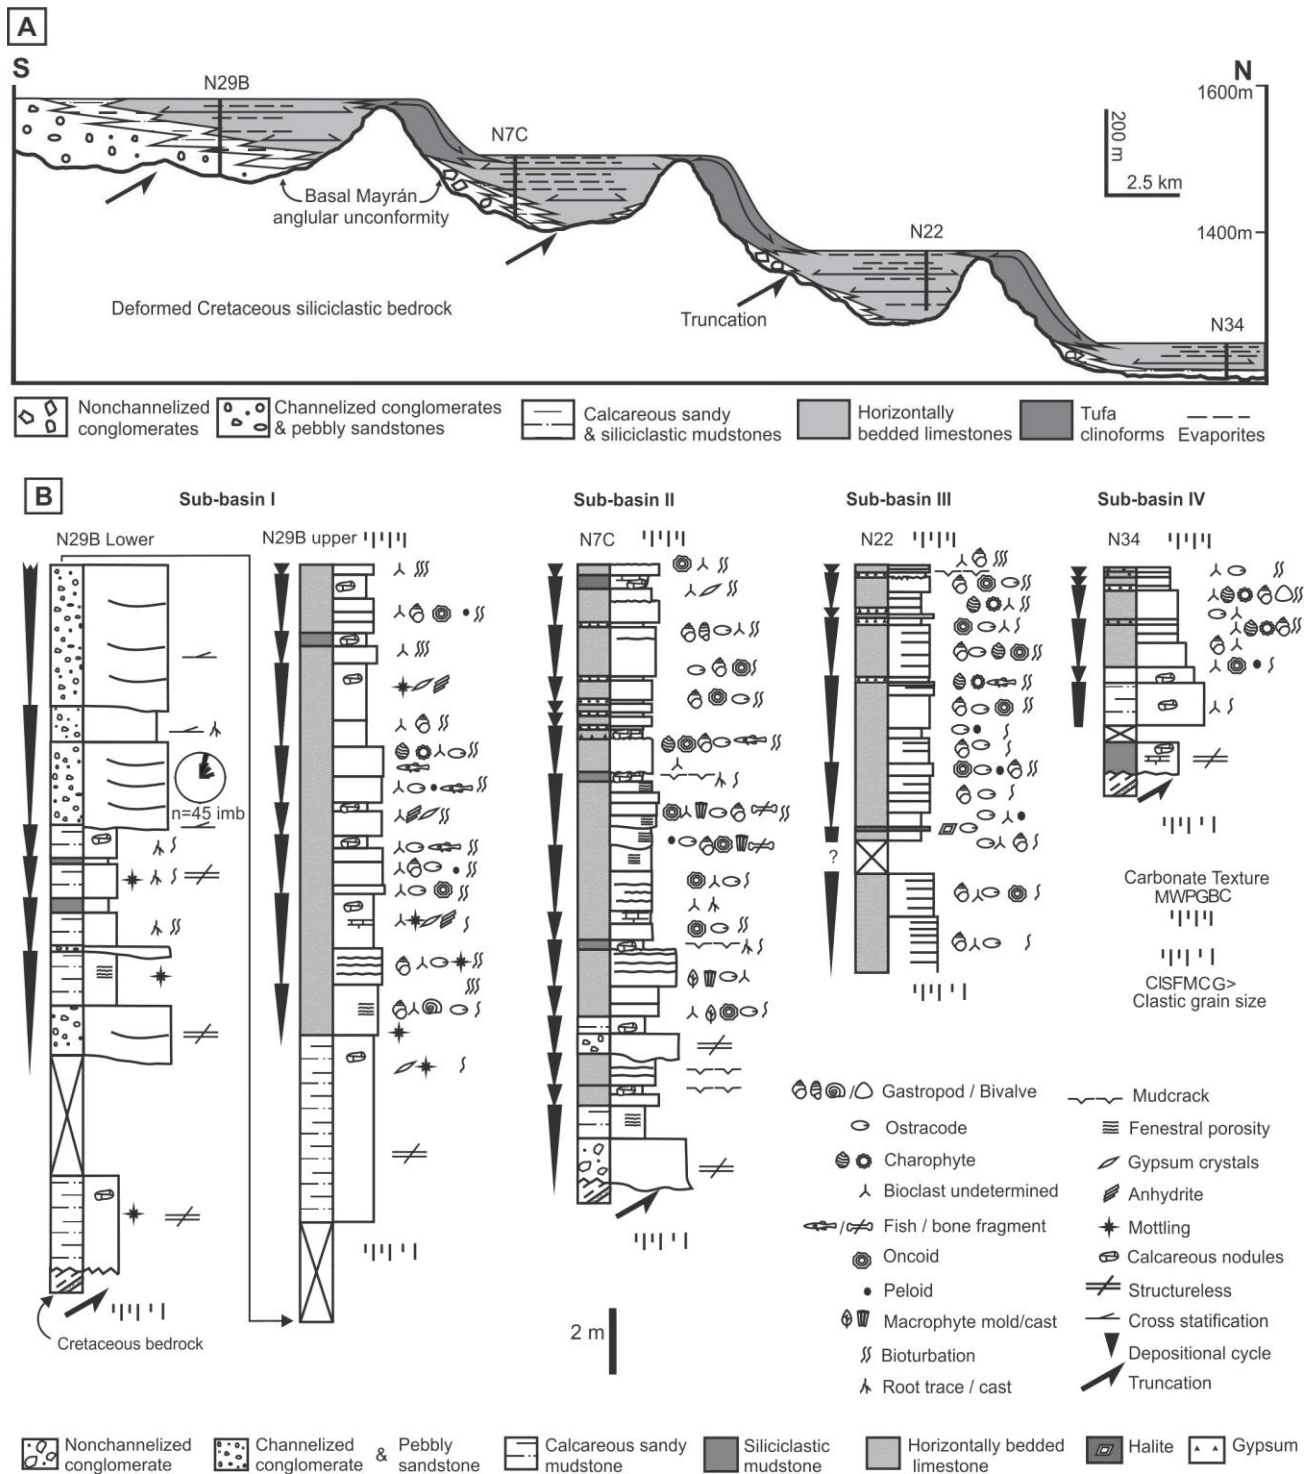 A
S
N
N29B
1600m
N7C
200 m
2.5 km
Basal Mayrán
anglular unconformity
N22
1400m
Deformed Cretaceous siliciclastic bedrock
Truncation
N34
Nonchannelized
conglomerates
Channelized conglomerates
& pebbly sandstones
Calcareous sandy
& siliciclastic mudstones
Horizontally
bedded limestones
Tufa
clinoforms
Evaporites
B
Sub-basin I
Sub-basin II
Sub-basin III
Sub-basin IV
N29B Lower
N29B upper
N7C
N22
N34
n=45 imb
?
Carbonate Texture
MWPGBC
ClSFMCG>
Clastic grain size
Cretaceous bedrock
2 m
Gastropod / Bivalve
Ostracode
Charophyte
Bioclast undetermined
Fish / bone fragment
Oncoid
Peloid
Macrophyte mold/cast
Bioturbation
Root trace / cast
Mudcrack
Fenestral porosity
Gypsum crystals
Anhydrite
Mottling
Calcareous nodules
Structureless
Cross statification
Depositional cycle
Truncation
Nonchannelized
conglomerate
Channelized
conglomerate
&
Pebbly
sandstone
Calcareous sandy
mudstone
Siliciclastic
mudstone
Horizontally bedded
limestone
Halite
Gypsum